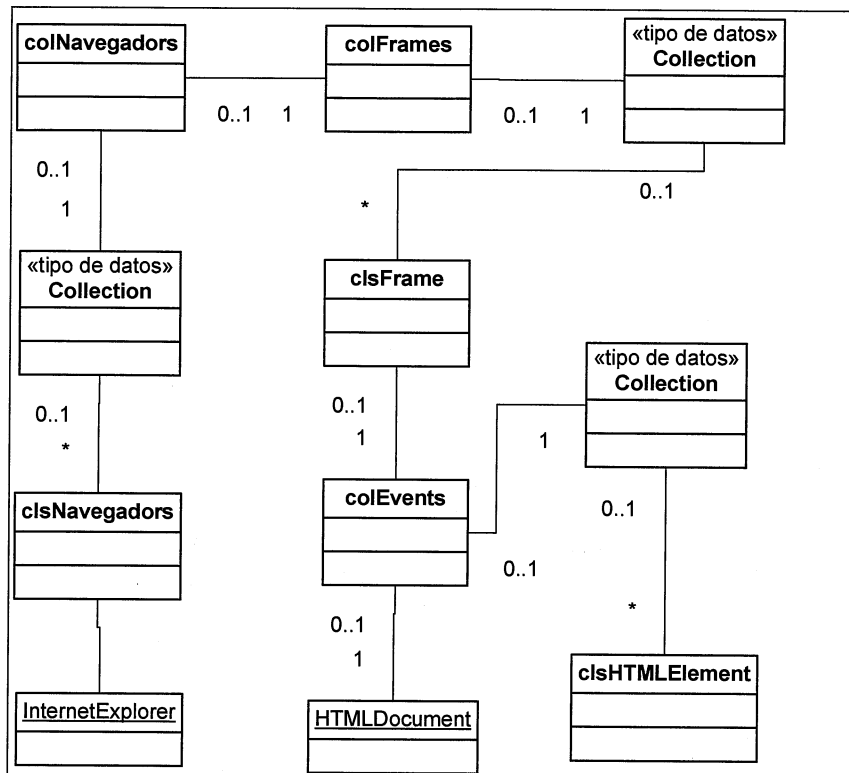 colNavegadors
colFrames
«tipo de datos»
Collection
0..1 1
0..1 1
0..1
1
*
0..1
«tipo de datos»
Collection
clsFrame
«tipo de datos»
Collection
0..1
*
0..1
1
1
clsNavegadors
colEvents
0..1
0..1
0..1
1
*
clsHTMLElement
InternetExplorer
HTMLDocument